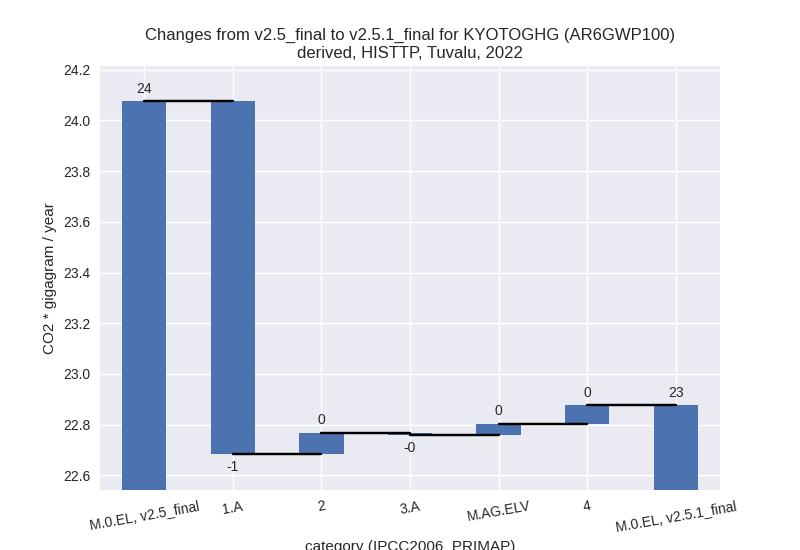 Changes from v2.5_final to v2.5.1_final for KYOTOGHG (AR6GWP100)
derived, HISTTP, Tuvalu, 2022
CO2 * gigagram / year
24.2
24.0
23.8
23.6
23.4
23.2
23.0
22.8
22.6
24
-1
0
-0
0
0
23
M.0.EL, v2.5_final
1.A
2
3.A
M.AG.ELV
4
M.0.EL, v2.5.1_final
category (IPCC2006_PRIMAP)